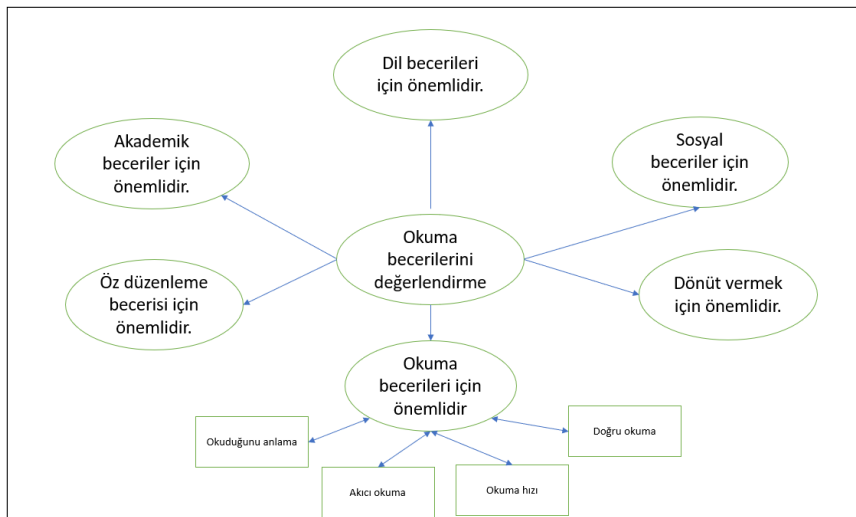 Dil becerileri
için önemlidir.
Akademik
beceriler için
önemlidir.
Sosyal
beceriler için
önemlidir.
Okuma
becerilerini
değerlendirme
Öz düzenleme
becerisi için
önemlidir.
Dönüt vermek
için önemlidir.
Okuma
becerileri için
önemlidir
Okuduğunu anlama
Doğru okuma
Akıcı okuma
Okuma hızı